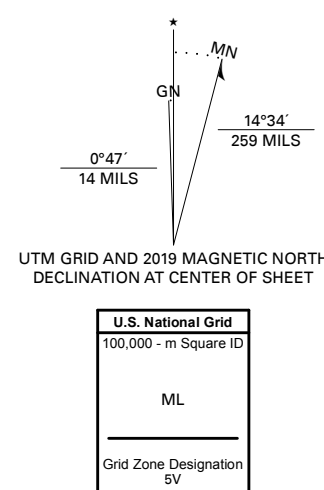 ★
MN
GN
14°34´
259 MILS
0°47´
14 MILS
UTM GRID AND 2019 MAGNETIC NORTH
DECLINATION AT CENTER OF SHEET
U.S. National Grid
100,000 - m Square ID
ML
Grid Zone Designation
5V